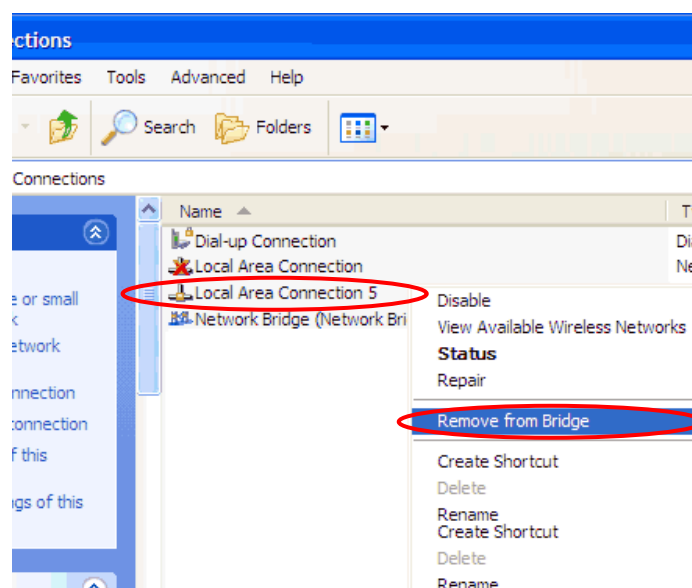 ctions
Favorites Tools Advanced Help
Search Folders
Connections
Name
Dial-up Connection Di
Local Area Connection Ne
Local Area Connection 5
Network Bridge (Network Bri
e or small
k
etwork
nnection
connection
f this
ngs of this
Disable
View Available Wireless Networks
Status
Repair
Remove from Bridge
Create Shortcut
Delete
Rename
Create Shortcut
Delete
Rename